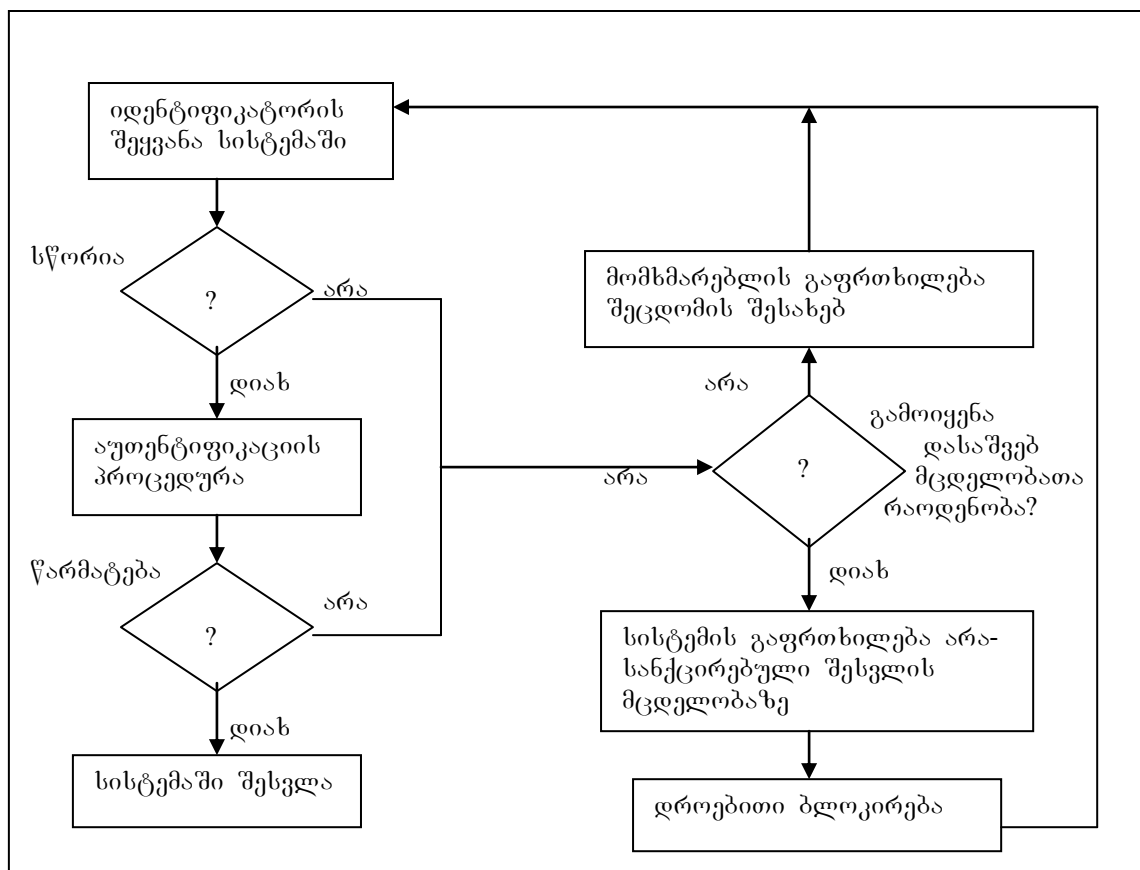 იდენტიფიკატორის
შეყვანა სისტემაში
სწორია
?
არა
დიახ
აუთენტიფიკაციის
პროცედურა
წარმატება
?
არა
დიახ
სისტემაში შესვლა
მომხმარებლის გაფრთხილება
შეცდომის შესახებ
არა
გამოიყენა
დასაშვებ
მცდელობათა
რაოდენობა?
?
არა
დიახ
სისტემის გაფრთხილება არა-
სანქცირებული შესვლის
მცდელობაზე
დროებითი ბლოკირება